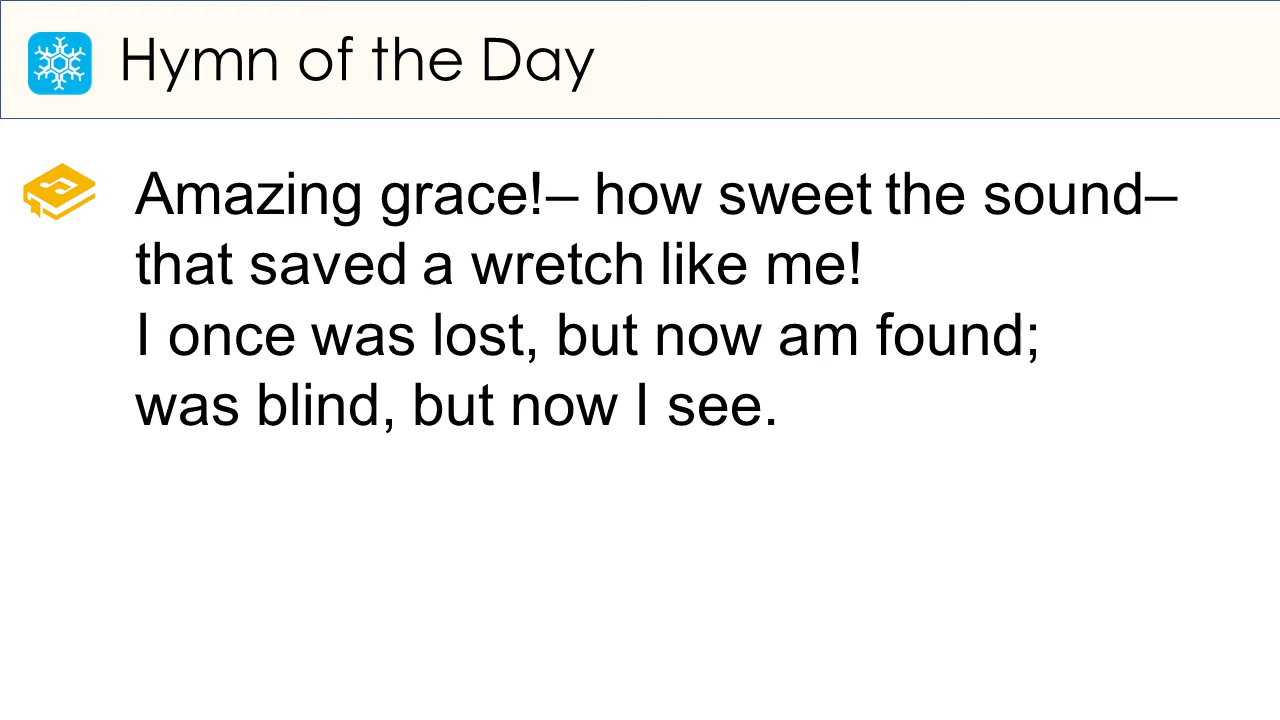 Hymn of the Day
Amazing grace!– how sweet the sound–
that saved a wretch like me!
I once was lost, but now am found;
was blind, but now I see.